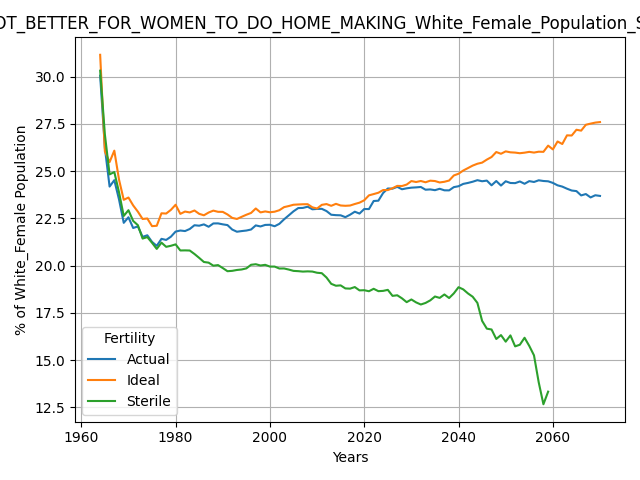 OT_BETTER_FOR_WOMEN_TO_DO_HOME_MAKING_White_Female_Population_S
30.0
27.5
25.0
22.5
20.0
17.5
15.0
12.5
% of White_Female Population
Fertility
Actual
Ideal
Sterile
1960 1980 2000 2020 2040 2060
Years